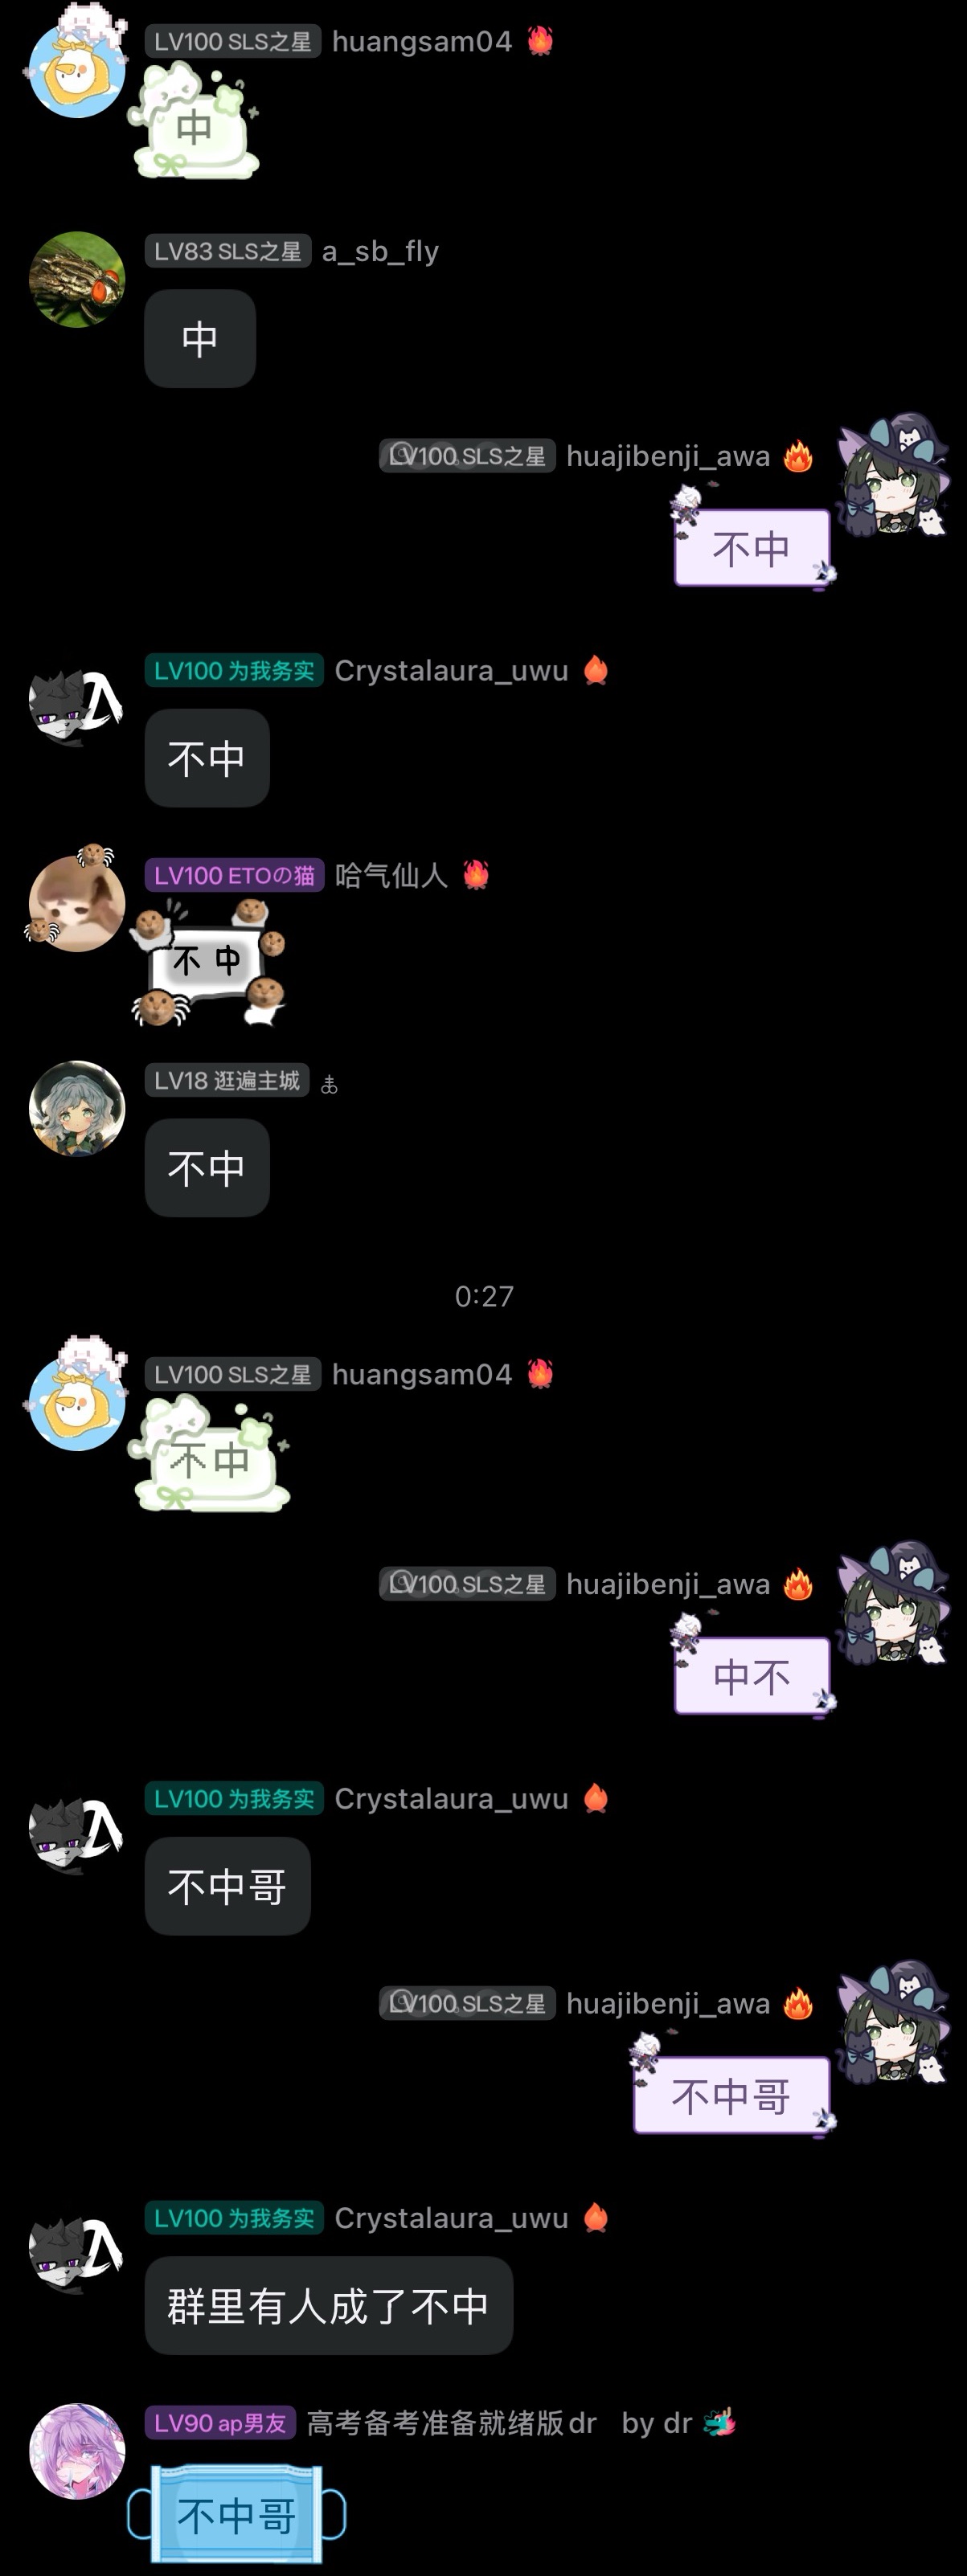 LV100 SLS之星 huangsam04
中
LV83 SLS之星 a_sb_fly
中
LV100 SLS之星 huajibenji_awa
不中
LV100 为我务实 Crystalaura_uwu
不中
LV100 ETOの猫 哈气仙人
不中
LV18 逛遍主城
不中
0:27
LV100 SLS之星 huangsam04
不中
LV100 SLS之星 huajibenji_awa
中不
LV100 为我务实 Crystalaura_uwu
不中哥
LV100 SLS之星 huajibenji_awa
不中哥
LV100 为我务实 Crystalaura_uwu
群里有人成了不中
LV90 ap男友 高考备考准备就绪版dr by dr
不中哥